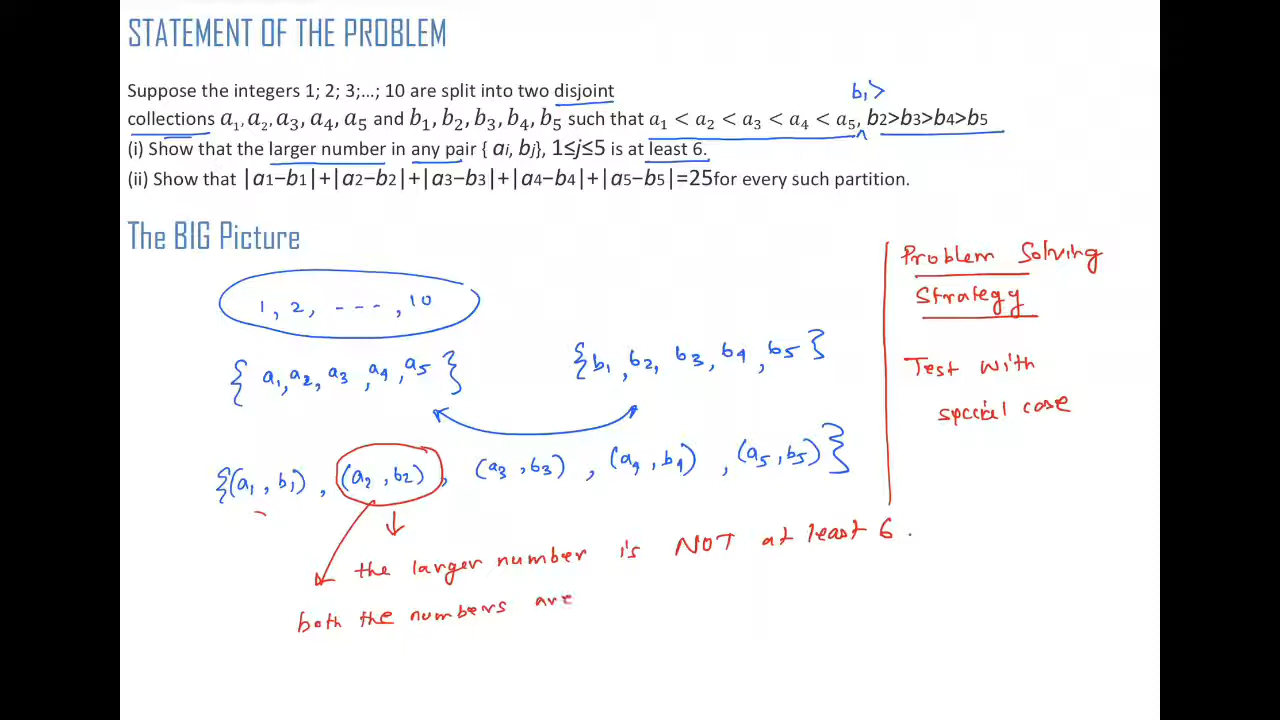 STATEMENT OF THE PROBLEM
b₁>
Suppose the integers 1; 2; 3;...; 10 are split into two disjoint
collections a₁, a₂, a₃, a₄, a₅ and b₁, b₂, b₃, b₄, b₅ such that a₁ < a₂ < a₃ < a₄ < a₅, b2>b3>b4>b5
(i) Show that the larger number in any pair { ai, bj}, 1≤j≤5 is at least 6.
(ii) Show that |a1−b1|+|a2−b2|+|a3−b3|+|a4−b4|+|a5−b5|=25for every such partition.
The BIG Picture
1, 2, - - - , 10
{ a₁,a₂, a₃ ,a₄ ,a₅ }
{b₁, b₂, b₃, b₄, b₅ }
{(a₁, b₁), (a₂, b₂), (a₃, b₃), (a₄, b₄), (a₅, b₅)}
the larger number is NOT at least 6.
both the numbers are
Problem Solving
Strategy
Test with
special case